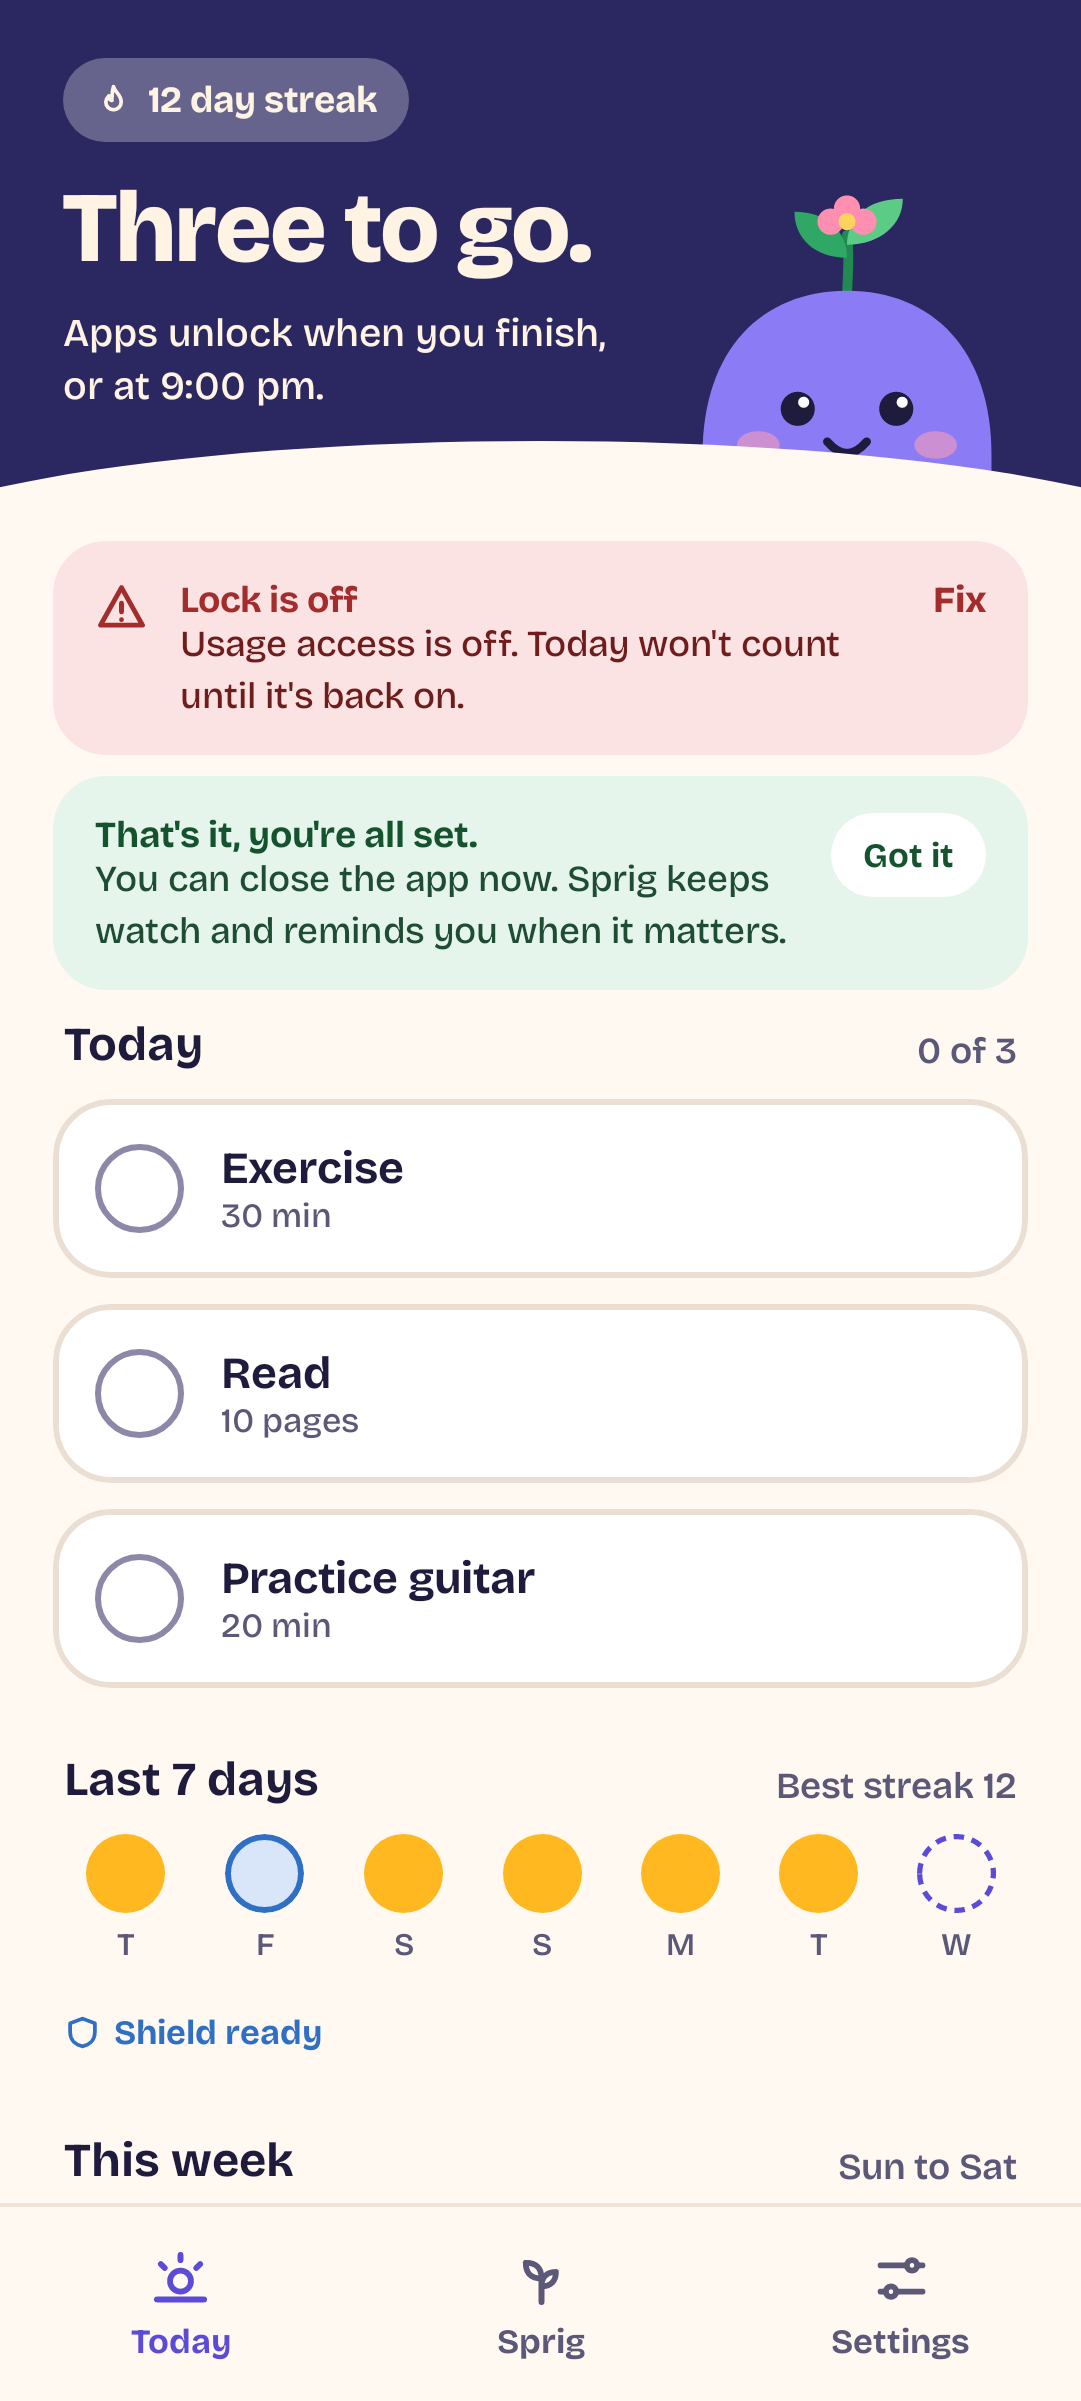 12 day streak
Three to go.
Apps unlock when you finish,
or at 9:00 pm.
Lock is off
Fix
Usage access is off. Today won't count
until it's back on.
That's it, you're all set.
Got it
You can close the app now. Sprig keeps
watch and reminds you when it matters.
Today
0 of 3
Exercise
30 min
Read
10 pages
Practice guitar
20 min
Last 7 days
Best streak 12
T F S S M T W
Shield ready
This week
Sun to Sat
Today Sprig Settings